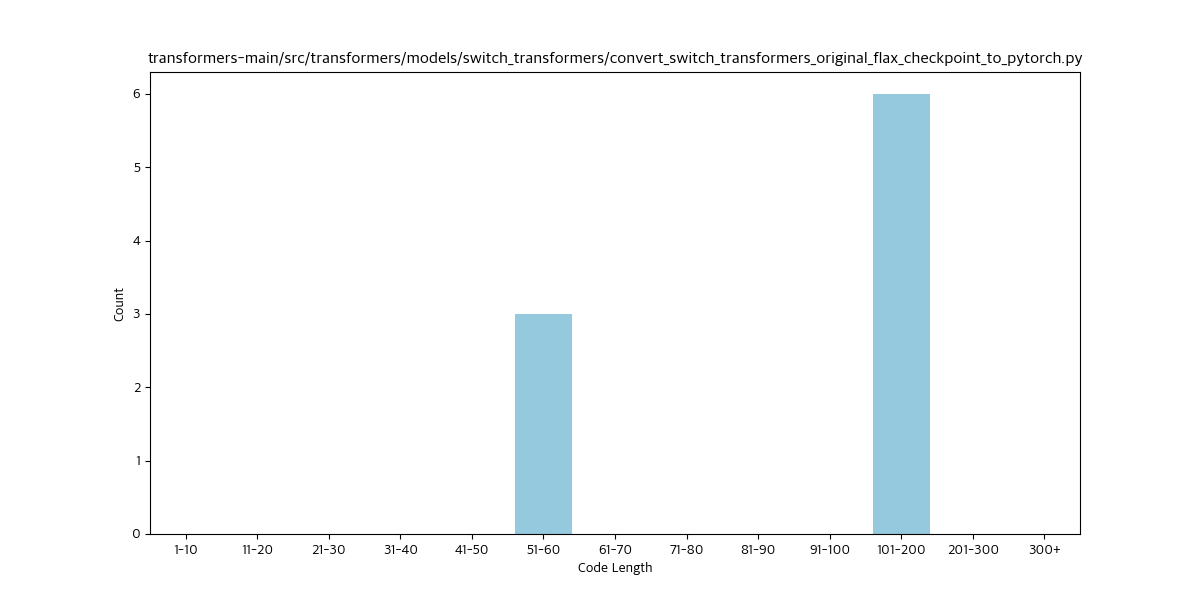 transformers-main/src/transformers/models/switch_transformers/convert_switch_transformers_original_flax_checkpoint_to_pytorch.py
6
5
4
3
2
1
0
Count
1-10 11-20 21-30 31-40 41-50 51-60 61-70 71-80 81-90 91-100 101-200 201-300 300+
Code Length